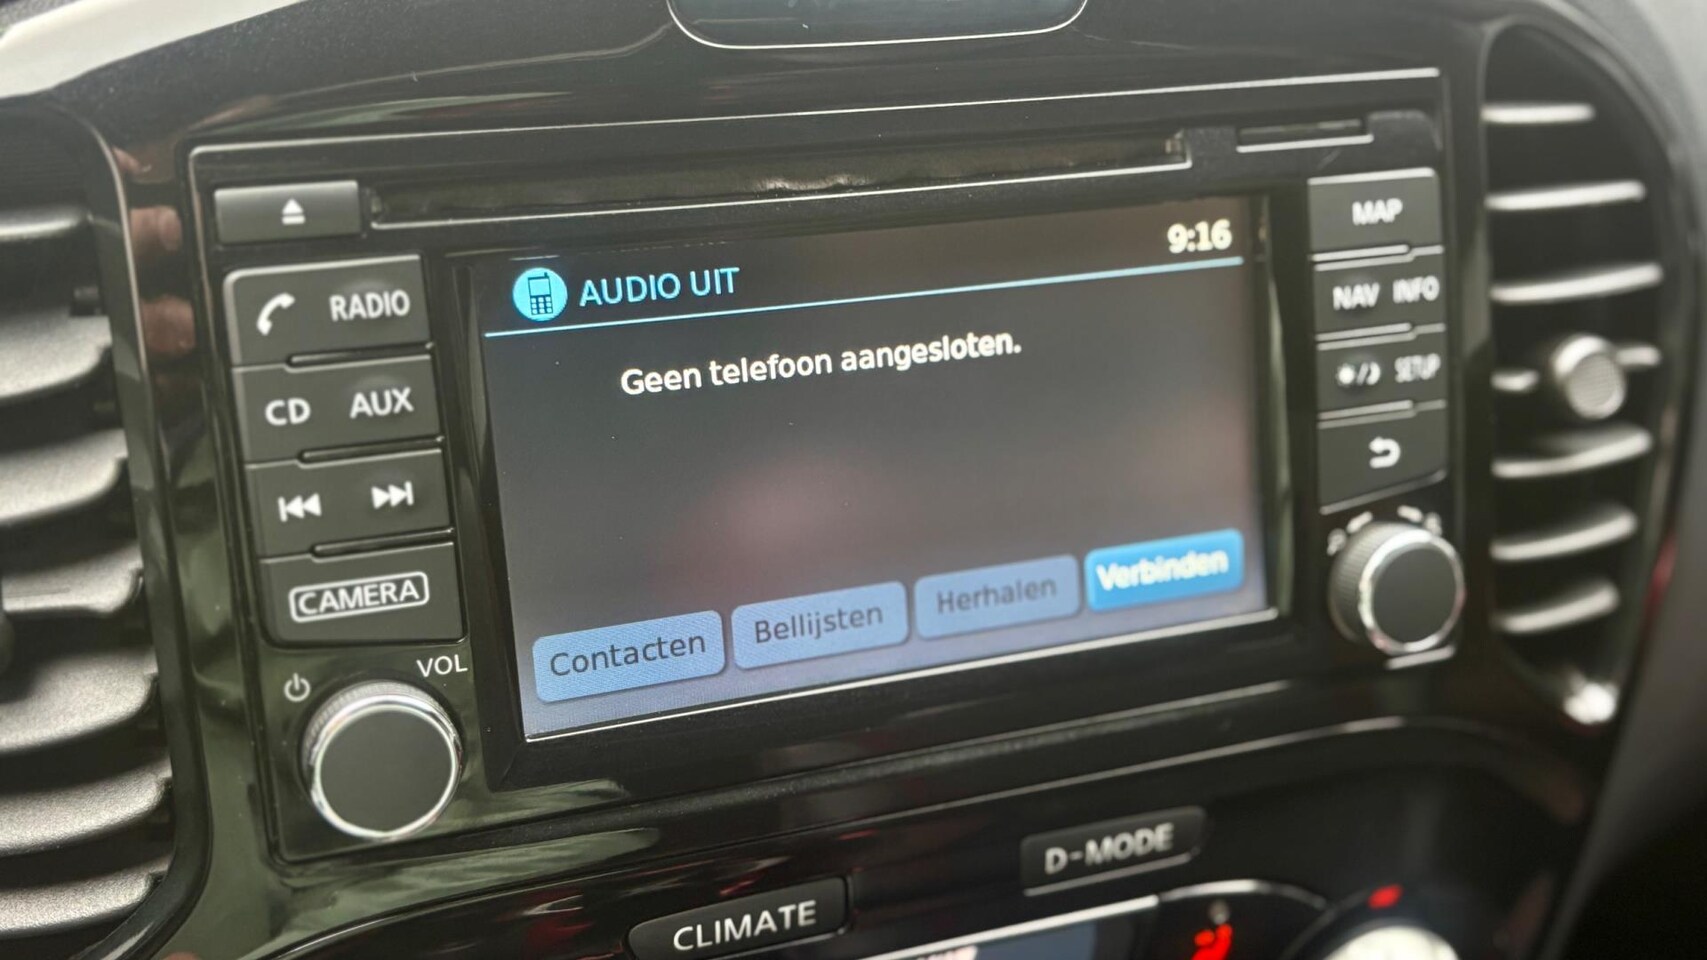 9:16
AUDIO UIT
Geen telefoon aangesloten.
Contacten Bellijsten Herhalen Verbinden
RADIO
CD AUX
CAMERA
VOL
MAP
NAV INFO
SETUP
D-MODE
CLIMATE